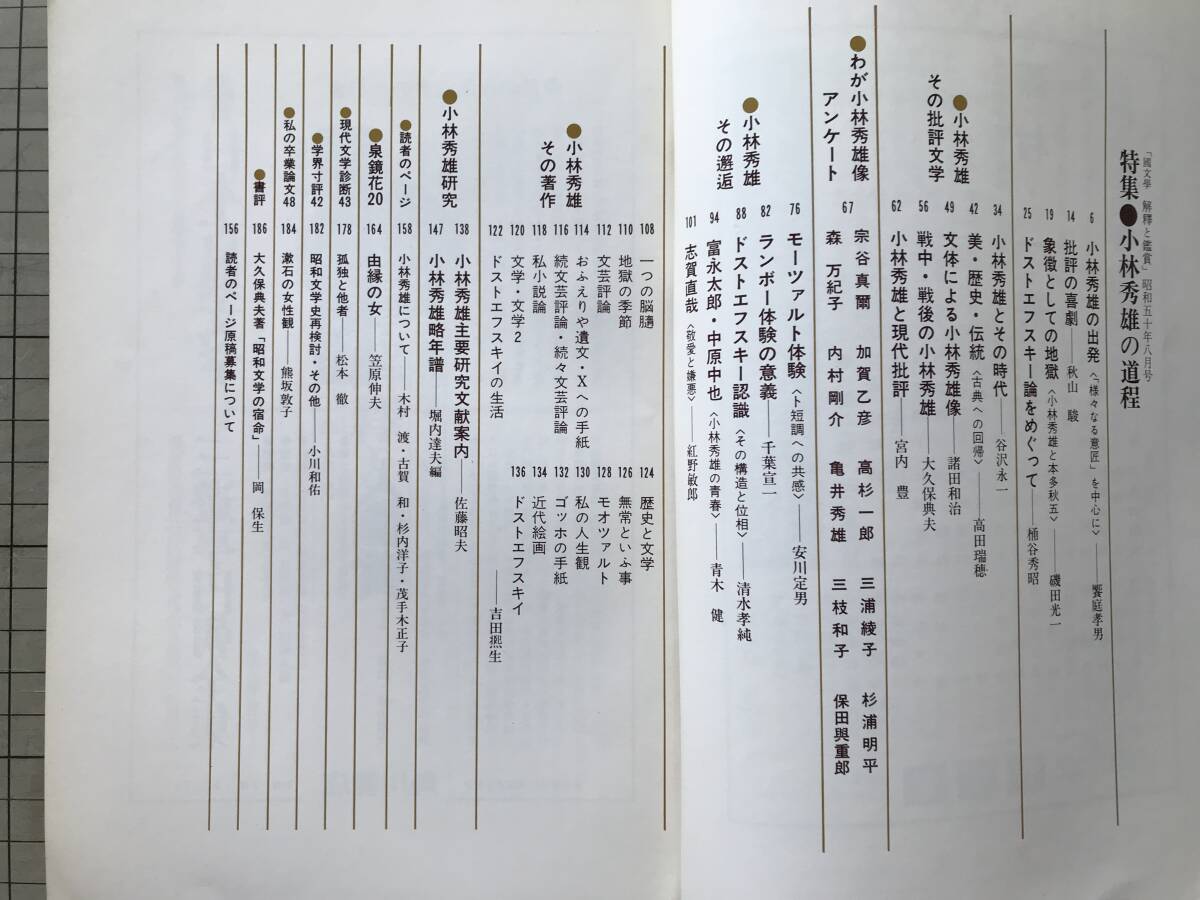 「國文學 解釋と鑑賞」昭和五十年八月号
特集●小林秀雄の道程
6 小林秀雄の出発〈「様々なる意匠」を中心に〉――饗庭孝男
14 批評の喜劇――秋山 駿
19 象徴としての地獄〈小林秀雄と本多秋五〉――磯田光一
25 ドストエフスキー論をめぐって――桶谷秀昭
●小林秀雄
その批評文学
34 小林秀雄とその時代――谷沢永一
42 美・歴史・伝統〈古典への回帰〉――高田瑞穂
49 文体による小林秀雄像――諸田和治
56 戦中・戦後の小林秀雄――大久保典夫
62 小林秀雄と現代批評――宮内 豊
●わが小林秀雄像
アンケート
67 宗谷真爾 加賀乙彦 高杉一郎 三浦綾子 杉浦明平
森 万紀子 内村剛介 亀井秀雄 三枝和子 保田與重郎
●小林秀雄
その邂逅
76 モーツァルト体験〈ト短調への共感〉――安川定男
82 ランボー体験の意義――千葉宣一
88 ドストエフスキー認識〈その構造と位相〉――清水孝純
94 富永太郎・中原中也〈小林秀雄の青春〉――青木 健
101 志賀直哉〈敬愛と嫌悪〉――紅野敏郎
●小林秀雄
その著作
108 一つの脳髄
110 地獄の季節
112 文芸評論
114 おふえりや遺文・Xへの手紙
116 続文芸評論・続々文芸評論
118 私小説論
120 文学・文学2
122 ドストエフスキイの生活
124 歴史と文学
126 無常といふ事
128 モオツァルト
130 私の人生観
132 ゴッホの手紙
134 近代絵画
136 ドストエフスキイ
――吉田凞生
●小林秀雄研究
138 小林秀雄主要研究文献案内――佐藤昭夫
147 小林秀雄略年譜――堀内達夫編
●読者のページ
158 小林秀雄について――木村 渡・古賀 和・杉内洋子・茂手木正子
●泉鏡花20
164 由縁の女――笠原伸夫
●現代文学診断43
178 孤独と他者――松本 徹
●学界寸評42
182 昭和文学史再検討・その他――小川和佑
●私の卒業論文48
184 漱石の女性観――熊坂敦子
●書評
186 大久保典夫著「昭和文学の宿命」――岡 保生
156 読者のページ原稿募集について